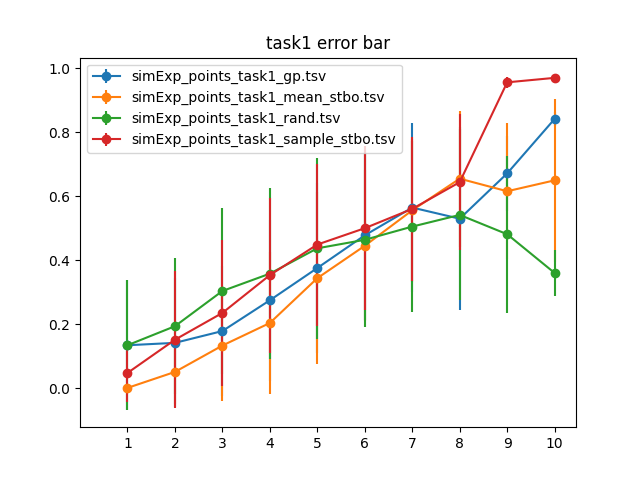 task1 error bar
simExp_points_task1_gp.tsv
simExp_points_task1_mean_stbo.tsv
simExp_points_task1_rand.tsv
simExp_points_task1_sample_stbo.tsv
1.0
0.8
0.6
0.4
0.2
0.0
1 2 3 4 5 6 7 8 9 10